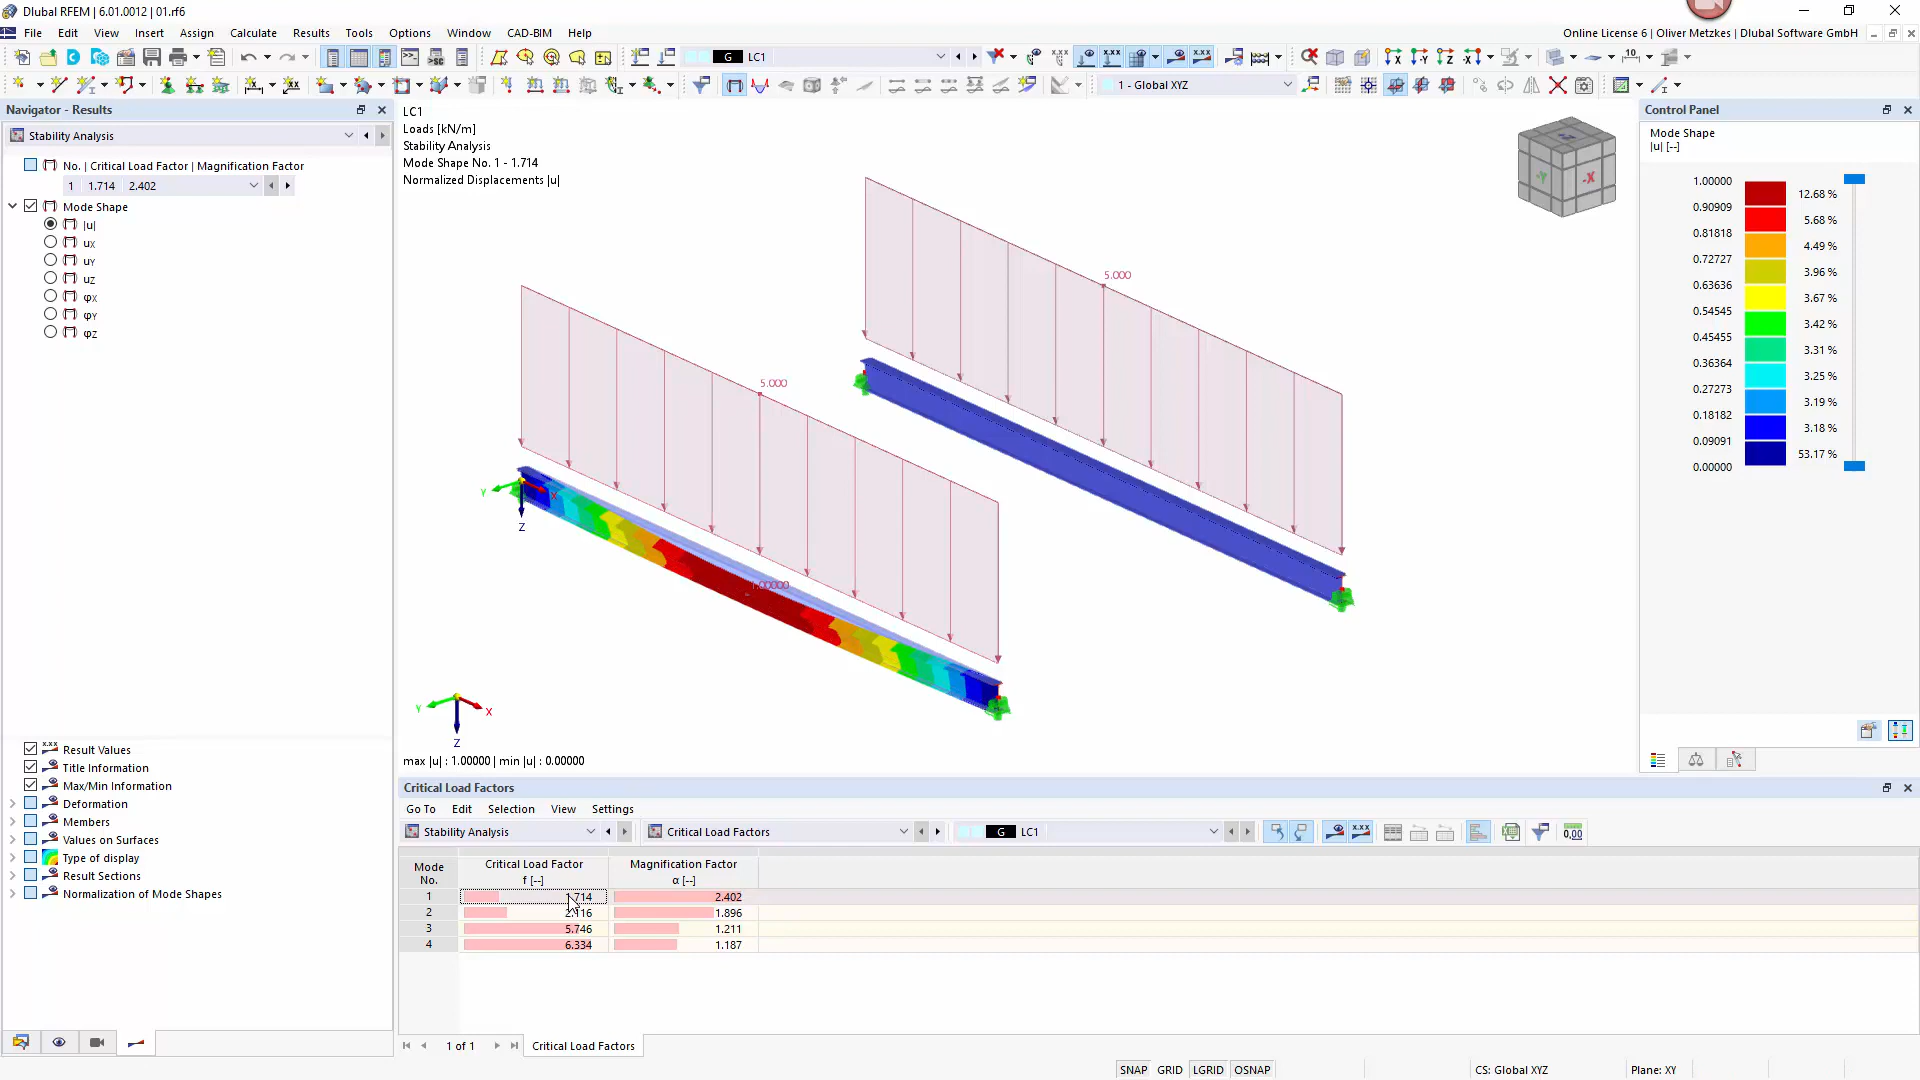 Dlubal RFEM | 6.01.0012 | 01.rf6
File Edit View Insert Assign Calculate Results Tools Options Window CAD-BIM Help
Online License 6 | Oliver Metzkes | Dlubal Software GmbH
G LC1
1 - Global XYZ
Navigator - Results
Stability Analysis
No. | Critical Load Factor | Magnification Factor
1 1.714 2.402
Mode Shape
|u|
uX
uY
uZ
φX
φY
φZ
Result Values
Title Information
Max/Min Information
Deformation
Members
Values on Surfaces
Type of display
Result Sections
Normalization of Mode Shapes
LC1
Loads [kN/m]
Stability Analysis
Mode Shape No. 1 - 1.714
Normalized Displacements |u|
5.000
5.000
1.00000
Y
X
Z
Y
X
Z
-Y
-X
max |u| : 1.00000 | min |u| : 0.00000
Control Panel
Mode Shape
|u| [--]
1.00000
12.68 %
0.90909
5.68 %
0.81818
4.49 %
0.72727
3.96 %
0.63636
3.67 %
0.54545
3.42 %
0.45455
3.31 %
0.36364
3.25 %
0.27273
3.19 %
0.18182
3.18 %
0.09091
53.17 %
0.00000
Critical Load Factors
Go To Edit Selection View Settings
Stability Analysis Critical Load Factors G LC1 0,00
Mode No. Critical Load Factor f [--] Magnification Factor α [--]
1 1.714 2.402
2 2.116 1.896
3 5.746 1.211
4 6.334 1.187
1 of 1 Critical Load Factors
SNAP GRID LGRID OSNAP CS: Global XYZ Plane: XY